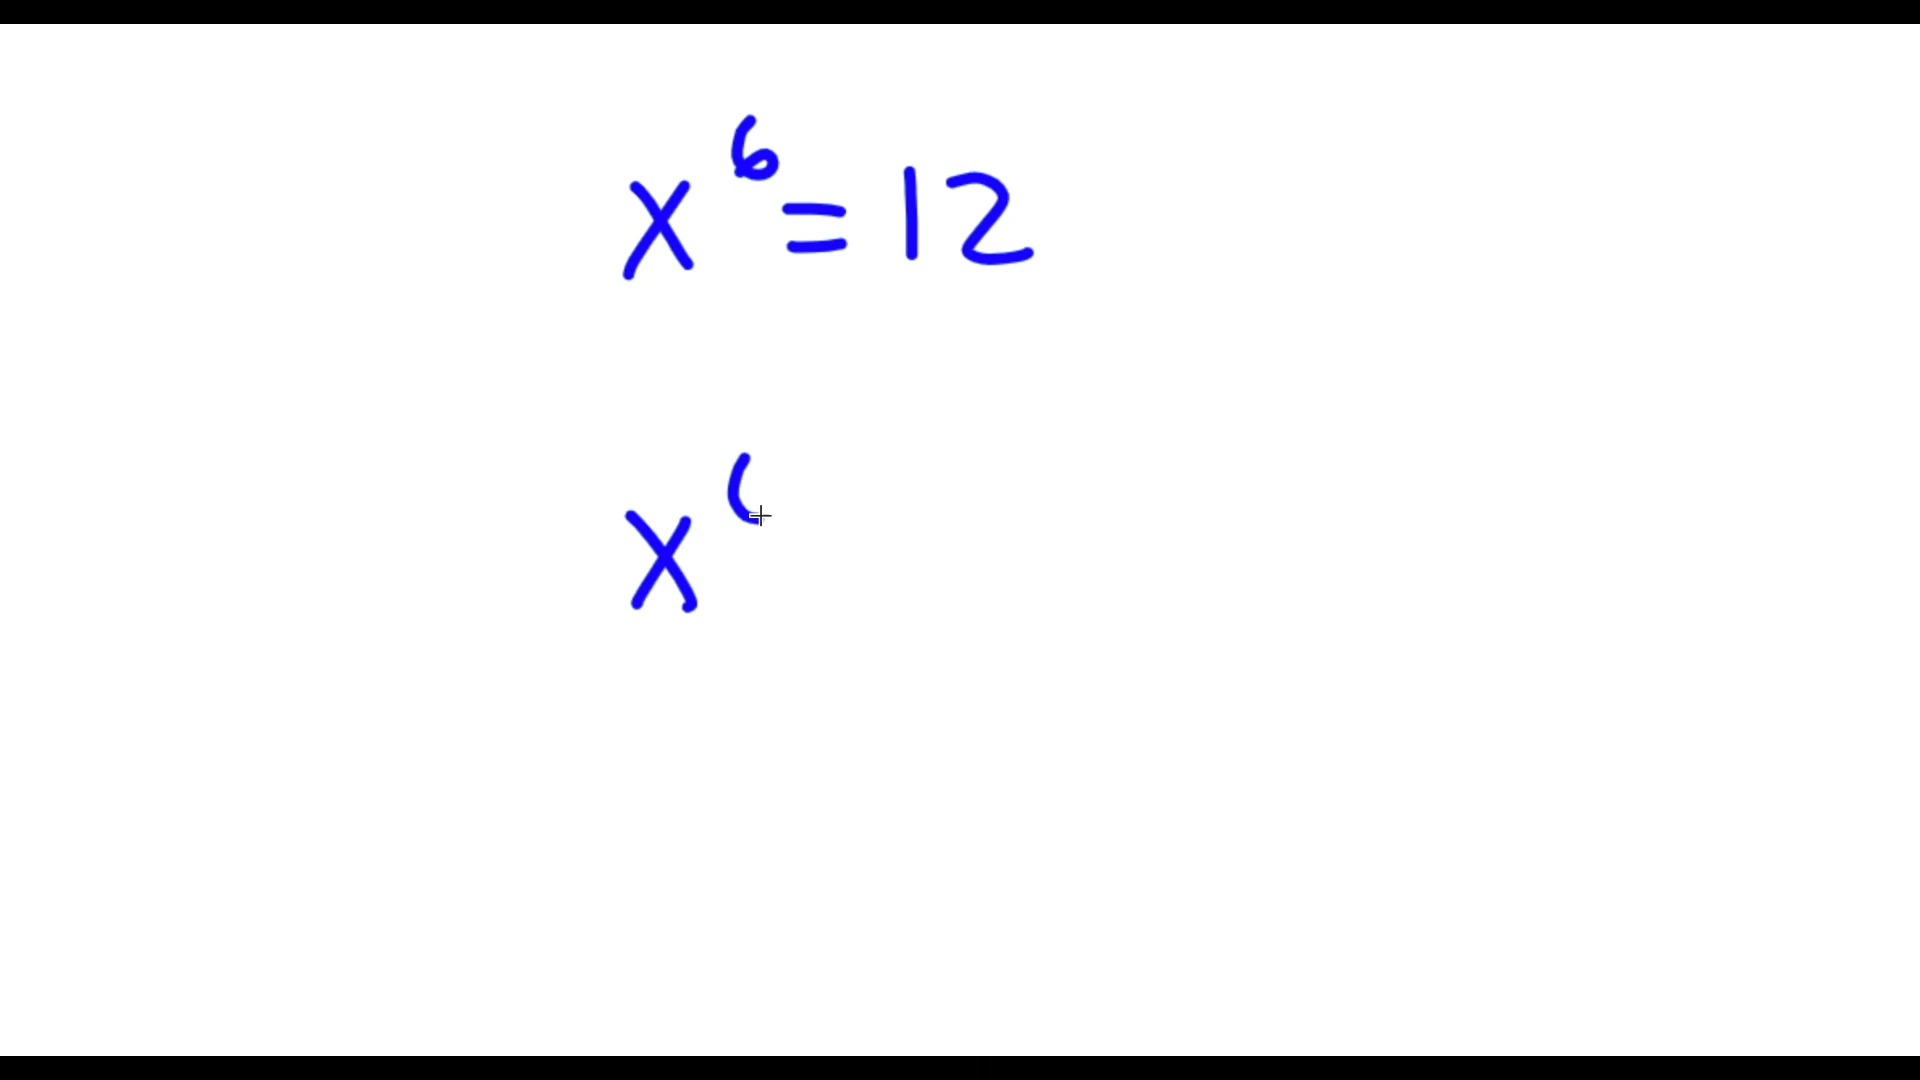 x⁶ = 12
x